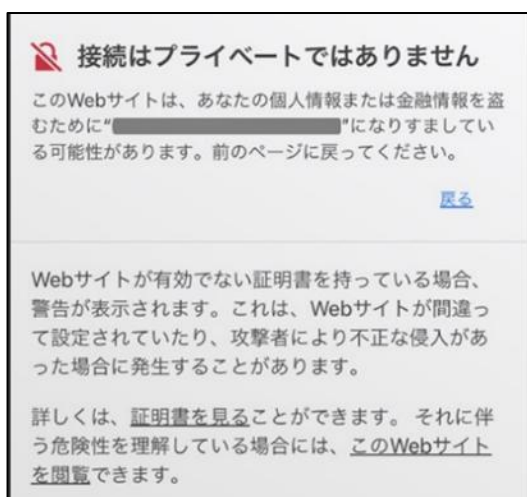 接続はプライベートではありません
このWebサイトは、あなたの個人情報または金融情報を盗
むために“ ”になりすましてい
る可能性があります。前のページに戻ってください。
戻る
Webサイトが有効でない証明書を持っている場合、
警告が表示されます。これは、Webサイトが間違っ
て設定されていたり、攻撃者により不正な侵入があ
った場合に発生することがあります。
詳しくは、証明書を見ることができます。 それに伴
う危険性を理解している場合には、このWebサイト
を閲覧できます。